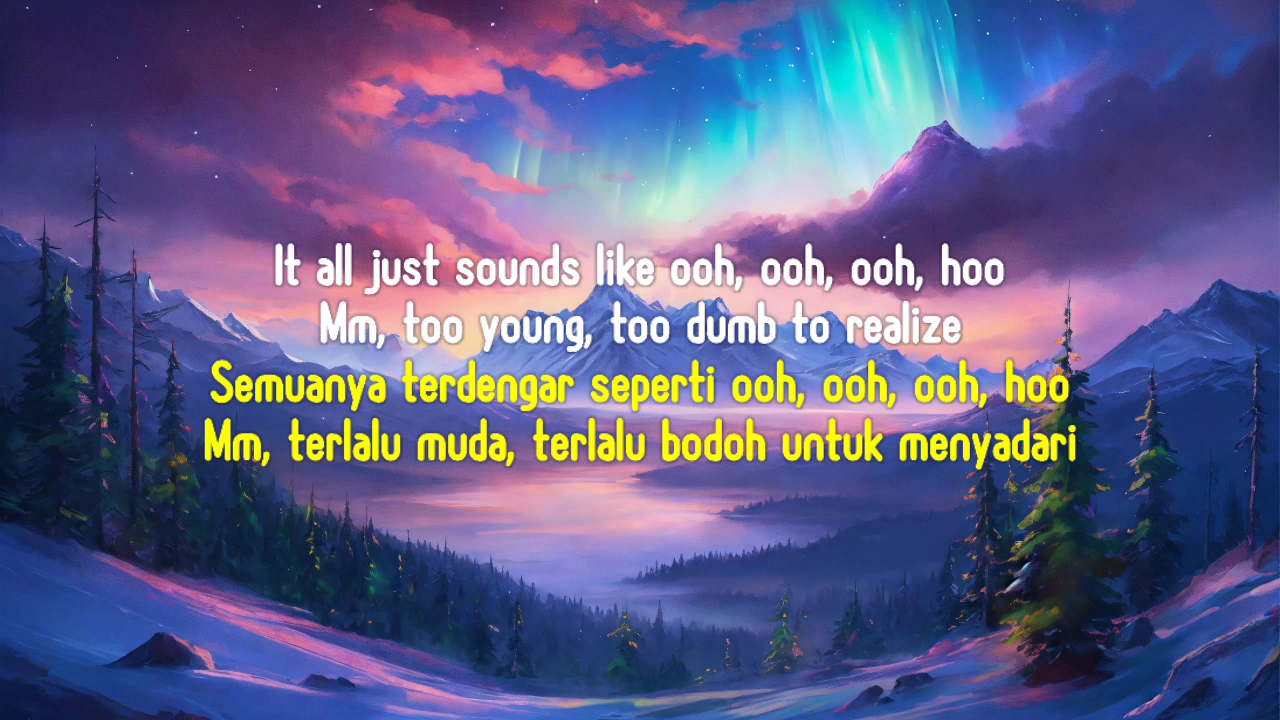 It all just sounds like ooh, ooh, ooh, hoo
Mm, too young, too dumb to realize
Semuanya terdengar seperti ooh, ooh, ooh, hoo
Mm, terlalu muda, terlalu bodoh untuk menyadari